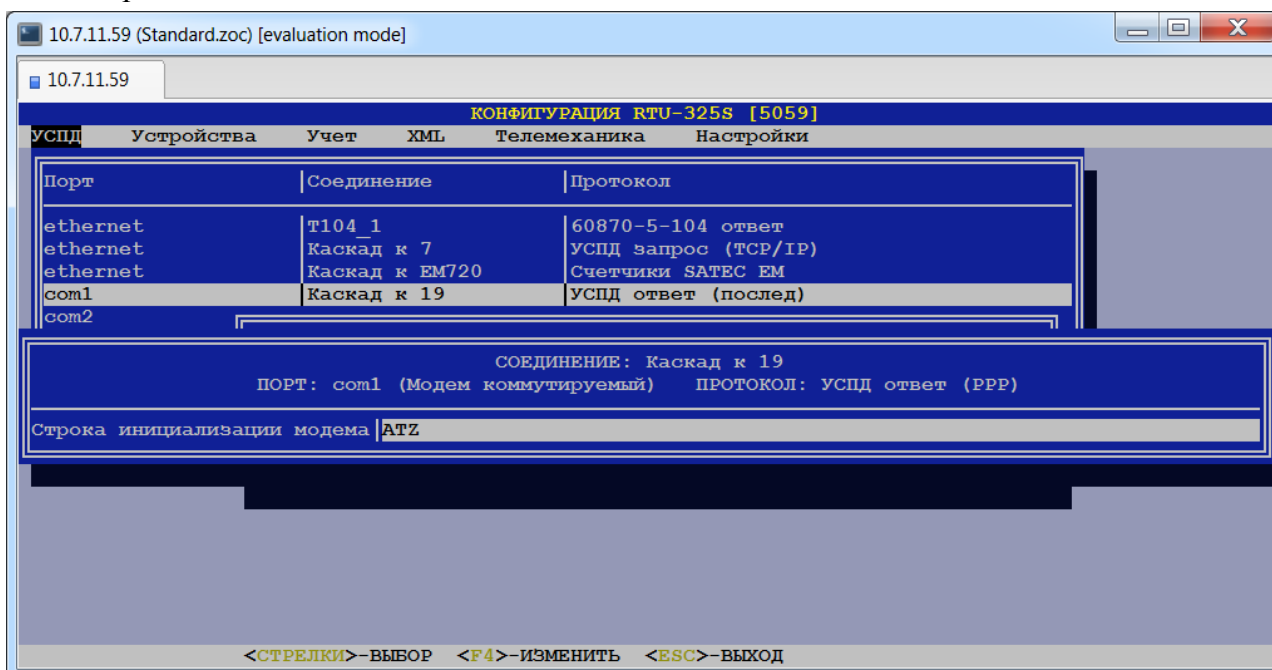 10.7.11.59 (Standard.zoc) [evaluation mode]
10.7.11.59
КОНФИГУРАЦИЯ RTU-325S [5059]
УСПД Устройства Учет XML Телемеханика Настройки
Порт Соединение Протокол
ethernet T104_1 60870-5-104 ответ
ethernet Каскад к 7 УСПД запрос (TCP/IP)
ethernet Каскад к EM720 Счетчики SATEC EM
com1 Каскад к 19 УСПД ответ (послед)
com2
СОЕДИНЕНИЕ: Каскад к 19
ПОРТ: com1 (Модем коммутируемый) ПРОТОКОЛ: УСПД ответ (PPP)
Строка инициализации модема ATZ
<СТРЕЛКИ>-ВЫБОР <F4>-ИЗМЕНИТЬ <ESC>-ВЫХОД